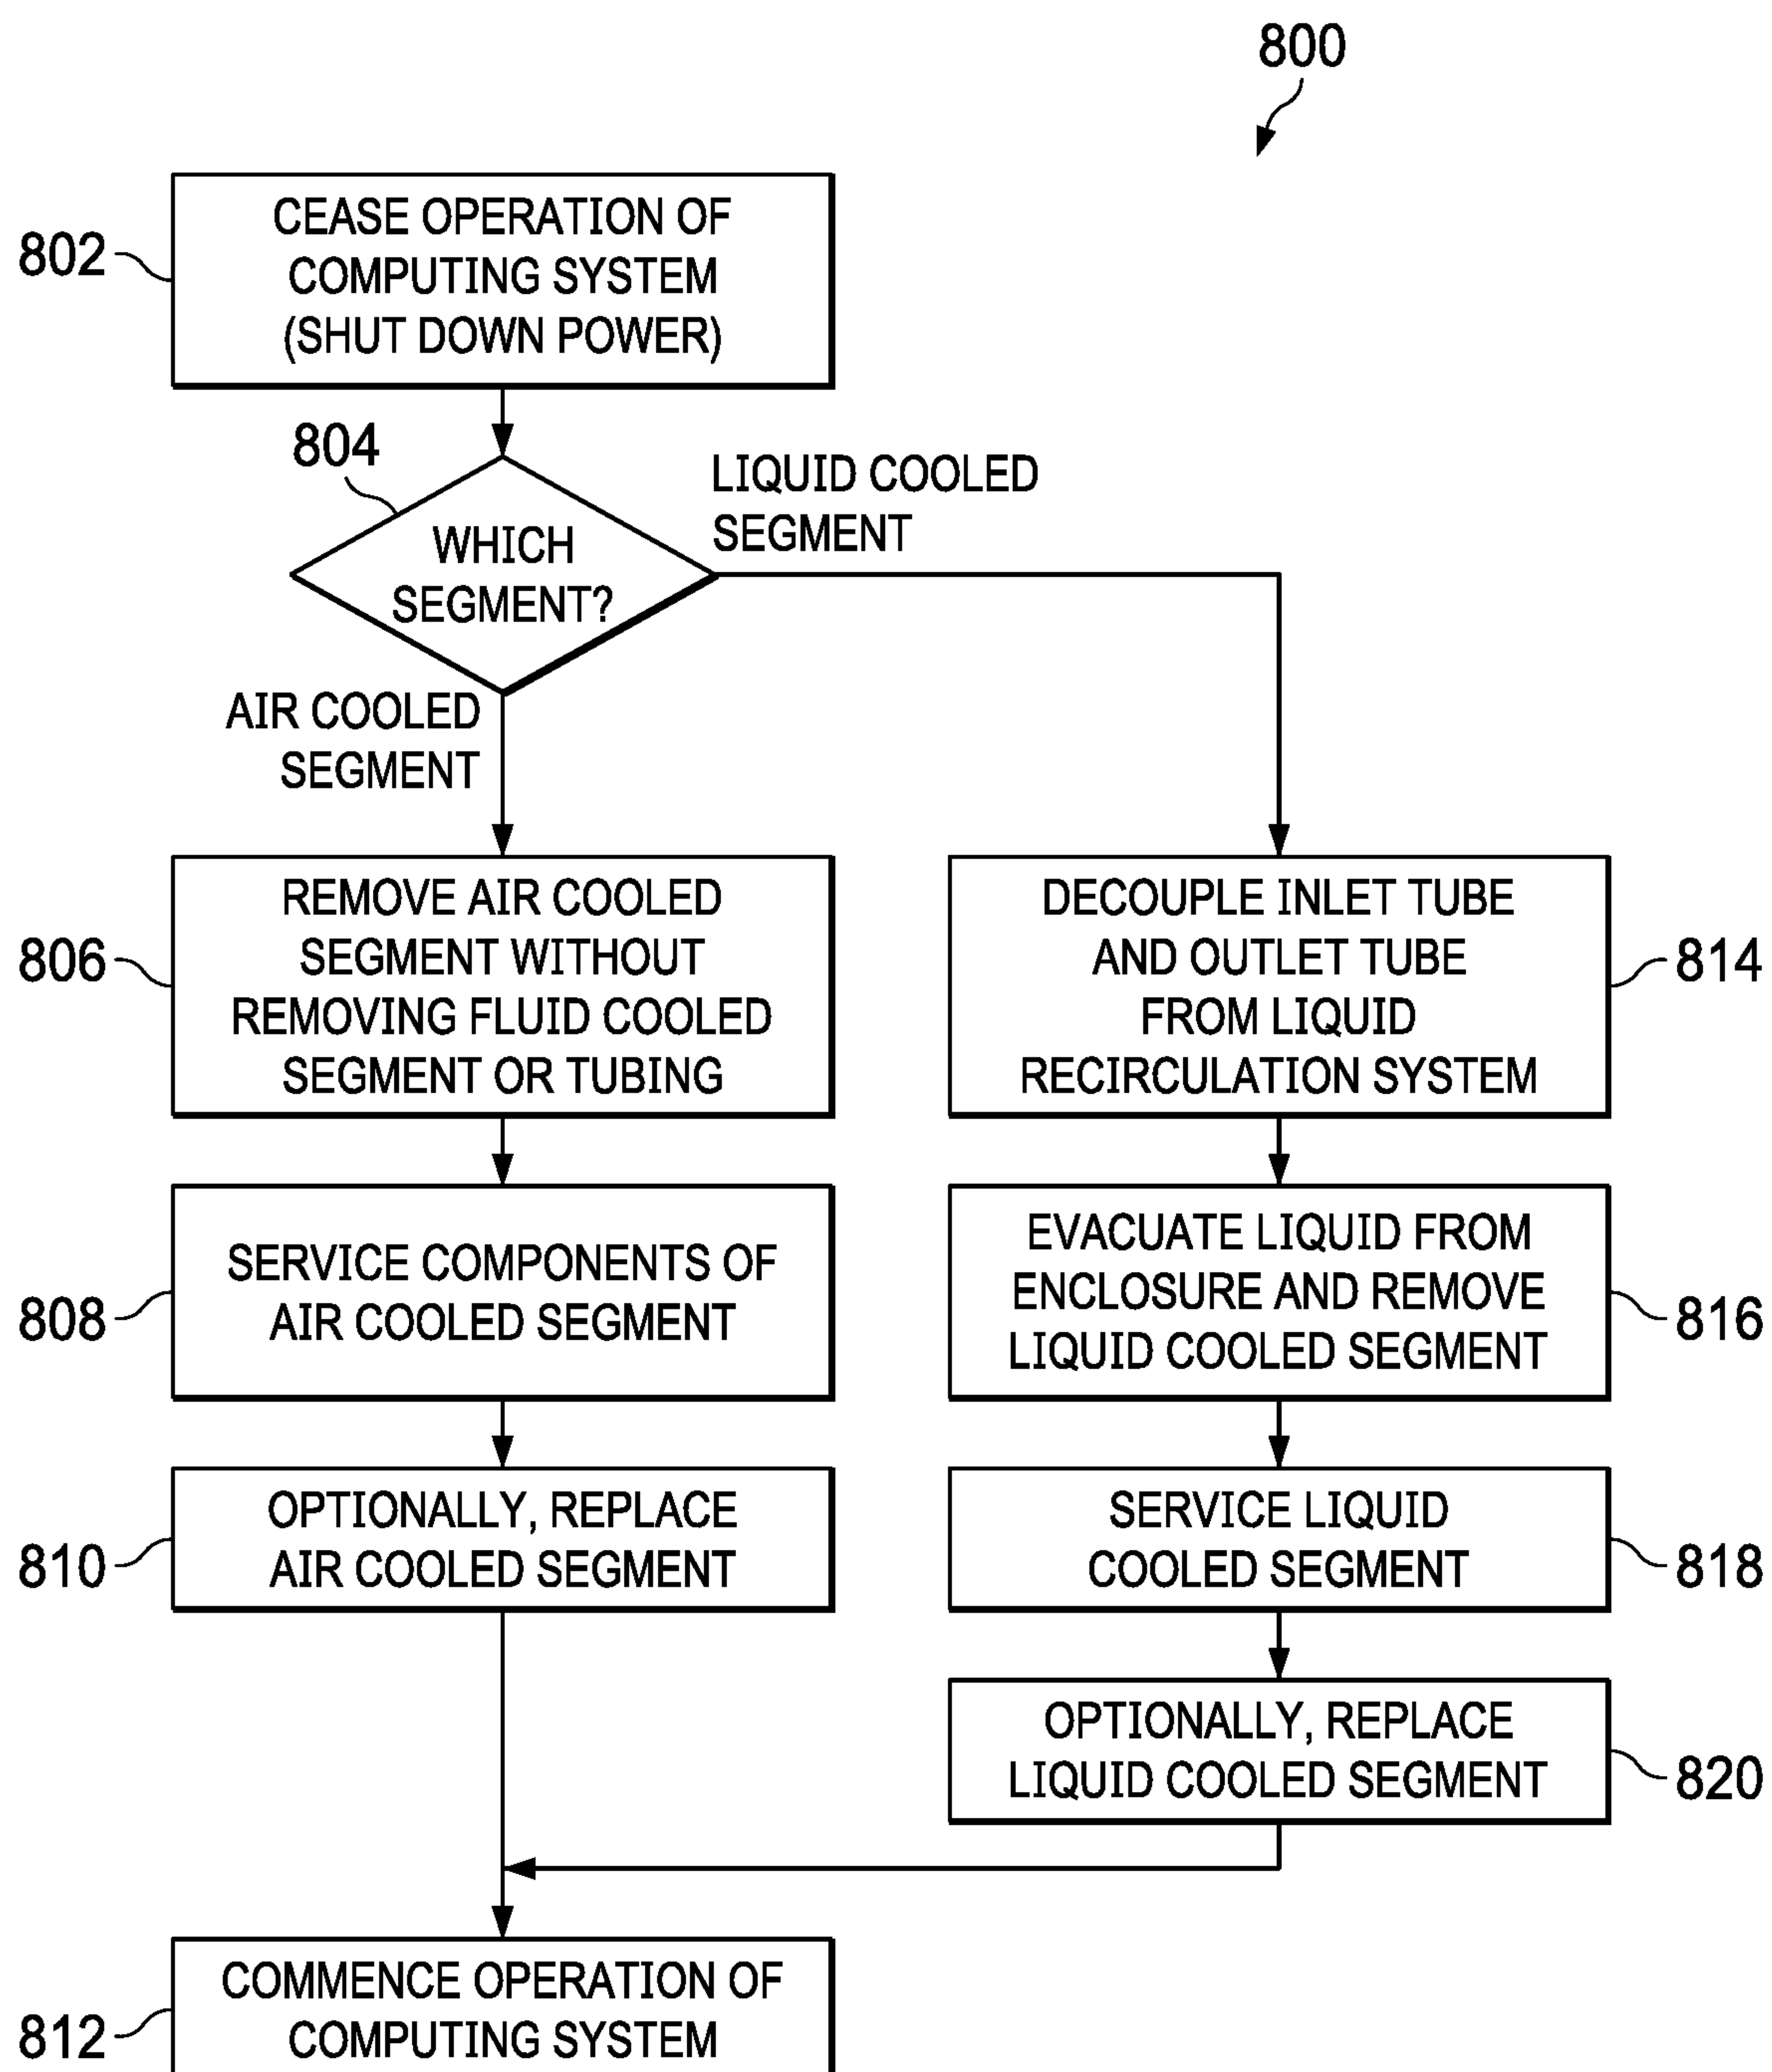 800
802
CEASE OPERATION OF
COMPUTING SYSTEM
(SHUT DOWN POWER)
804
WHICH
SEGMENT?
LIQUID COOLED
SEGMENT
AIR COOLED
SEGMENT
806
REMOVE AIR COOLED
SEGMENT WITHOUT
REMOVING FLUID COOLED
SEGMENT OR TUBING
808
SERVICE COMPONENTS OF
AIR COOLED SEGMENT
810
OPTIONALLY, REPLACE
AIR COOLED SEGMENT
DECOUPLE INLET TUBE
AND OUTLET TUBE
FROM LIQUID
RECIRCULATION SYSTEM
814
EVACUATE LIQUID FROM
ENCLOSURE AND REMOVE
LIQUID COOLED SEGMENT
816
SERVICE LIQUID
COOLED SEGMENT
818
OPTIONALLY, REPLACE
LIQUID COOLED SEGMENT
820
812
COMMENCE OPERATION OF
COMPUTING SYSTEM